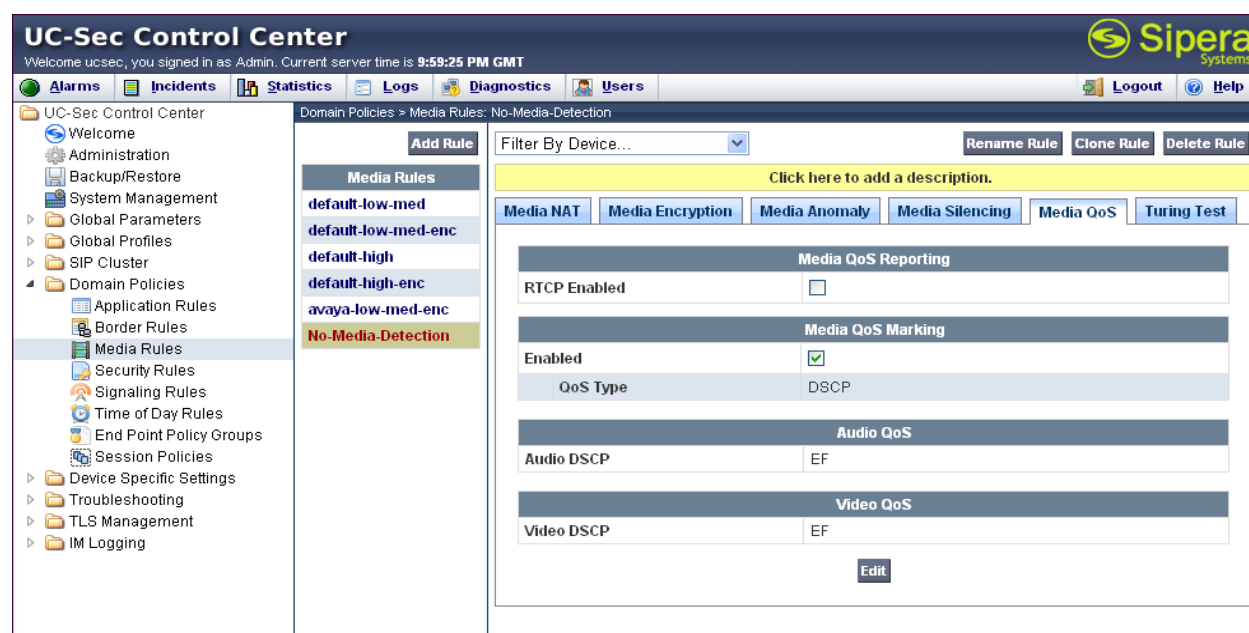 UC-Sec Control Center
Welcome ucsec, you signed in as Admin. Current server time is 9:59:25 PM GMT
Sipera
Systems
Alarms
Incidents
Statistics
Logs
Diagnostics
Users
Logout
Help
UC-Sec Control Center
Welcome
Administration
Backup/Restore
System Management
Global Parameters
Global Profiles
SIP Cluster
Domain Policies
Application Rules
Border Rules
Media Rules
Security Rules
Signaling Rules
Time of Day Rules
End Point Policy Groups
Session Policies
Device Specific Settings
Troubleshooting
TLS Management
IM Logging
Domain Policies > Media Rules: No-Media-Detection
Add Rule
Media Rules
default-low-med
default-low-med-enc
default-high
default-high-enc
avaya-low-med-enc
No-Media-Detection
Filter By Device...
Rename Rule
Clone Rule
Delete Rule
Click here to add a description.
Media NAT
Media Encryption
Media Anomaly
Media Silencing
Media QoS
Turing Test
Media QoS Reporting
RTCP Enabled
Media QoS Marking
Enabled
QoS Type DSCP
Audio QoS
Audio DSCP EF
Video QoS
Video DSCP EF
Edit